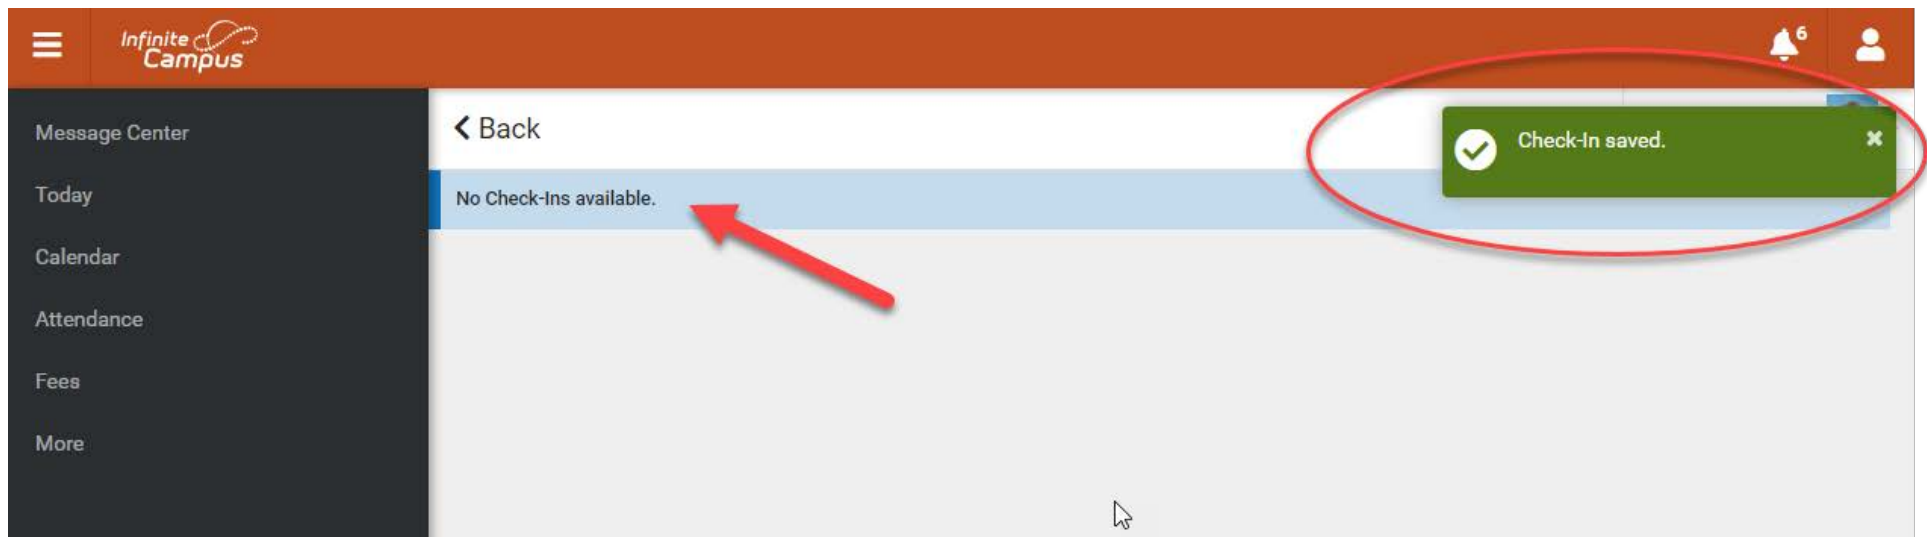 Infinite
Campus
6
Message Center
Today
Calendar
Attendance
Fees
More
Back
No Check-Ins available.
Check-In saved.